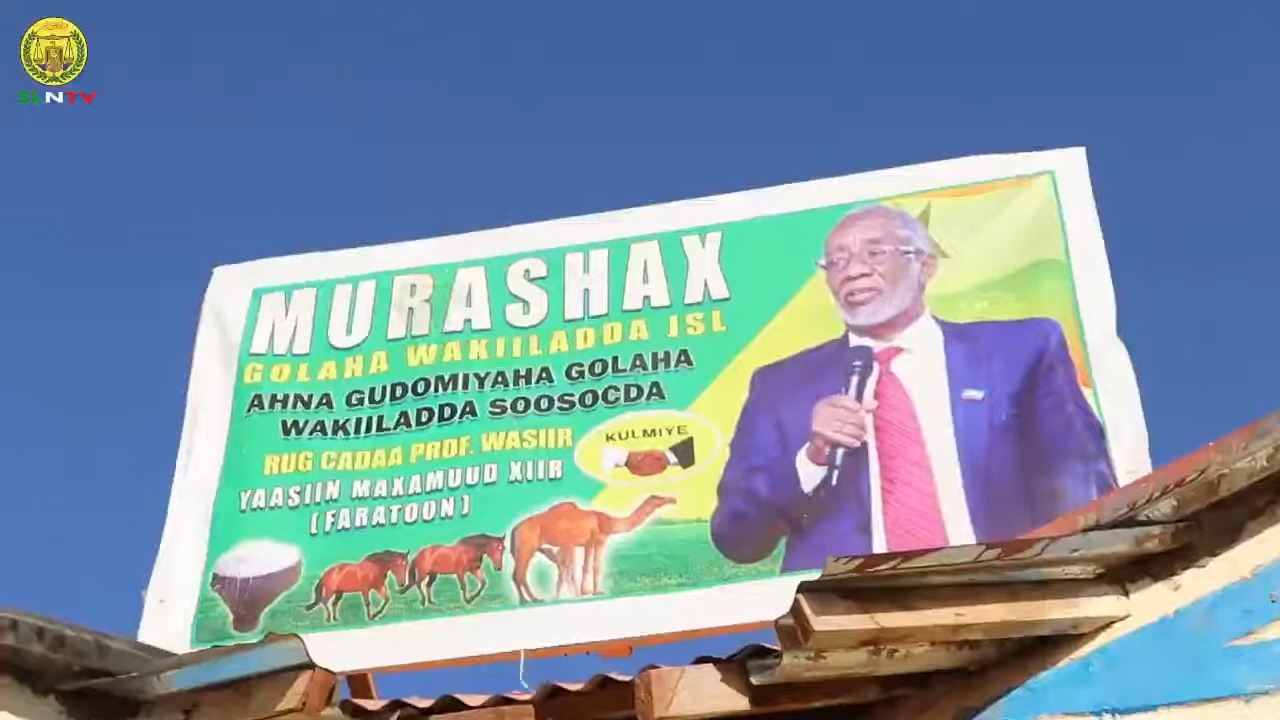 SLNTV
MURASHAX
GOLAHA WAKIILADDA JSL
AHNA GUDOMIYAHA GOLAHA
WAKIILADDA SOOSOCDA
RUG CADAA PROF. WASIIR
YAASIIN MAXAMUUD XIIR
(FARATOON)
KULMIYE